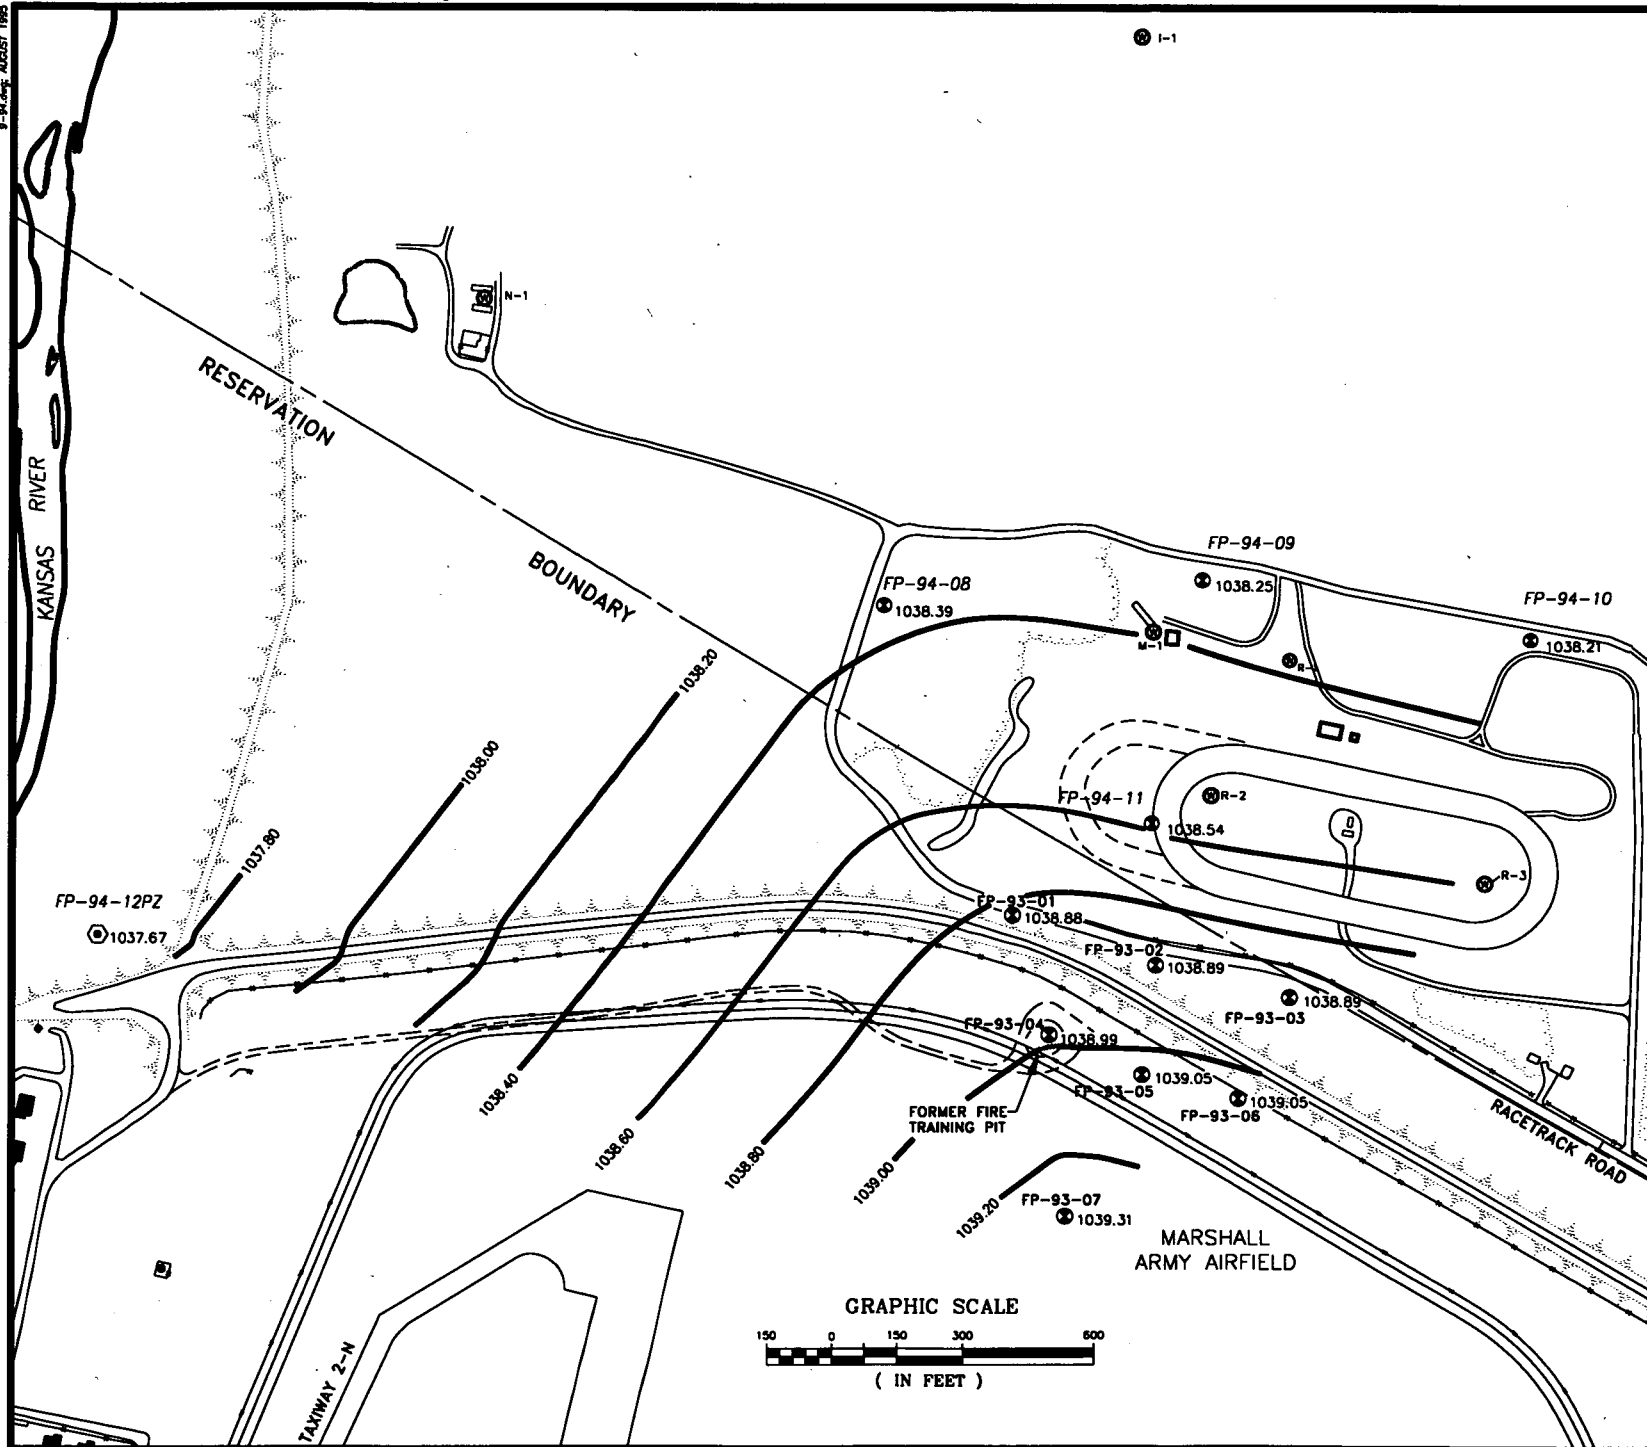 9-94.dwg; AUGUST 1995
I-1
N-1
RESERVATION
BOUNDARY
KANSAS RIVER
FP-94-09
1038.25
FP-94-08
1038.39
FP-94-10
1038.21
M-1
1038.20
1038.00
1037.80
FP-94-11
1038.54
R-2
R-3
FP-94-12PZ
1037.67
FP-93-01
1038.88
FP-93-02
1038.89
FP-93-03
1038.89
FP-93-04
1038.99
FP-93-05
1039.05
FP-93-06
1039.05
FORMER FIRE
TRAINING PIT
1038.40
1038.60
1038.80
1039.00
1039.20
FP-93-07
1039.31
RACETRACK ROAD
MARSHALL
ARMY AIRFIELD
TAXIWAY 2-N
GRAPHIC SCALE
150 0 150 300 600
( IN FEET )